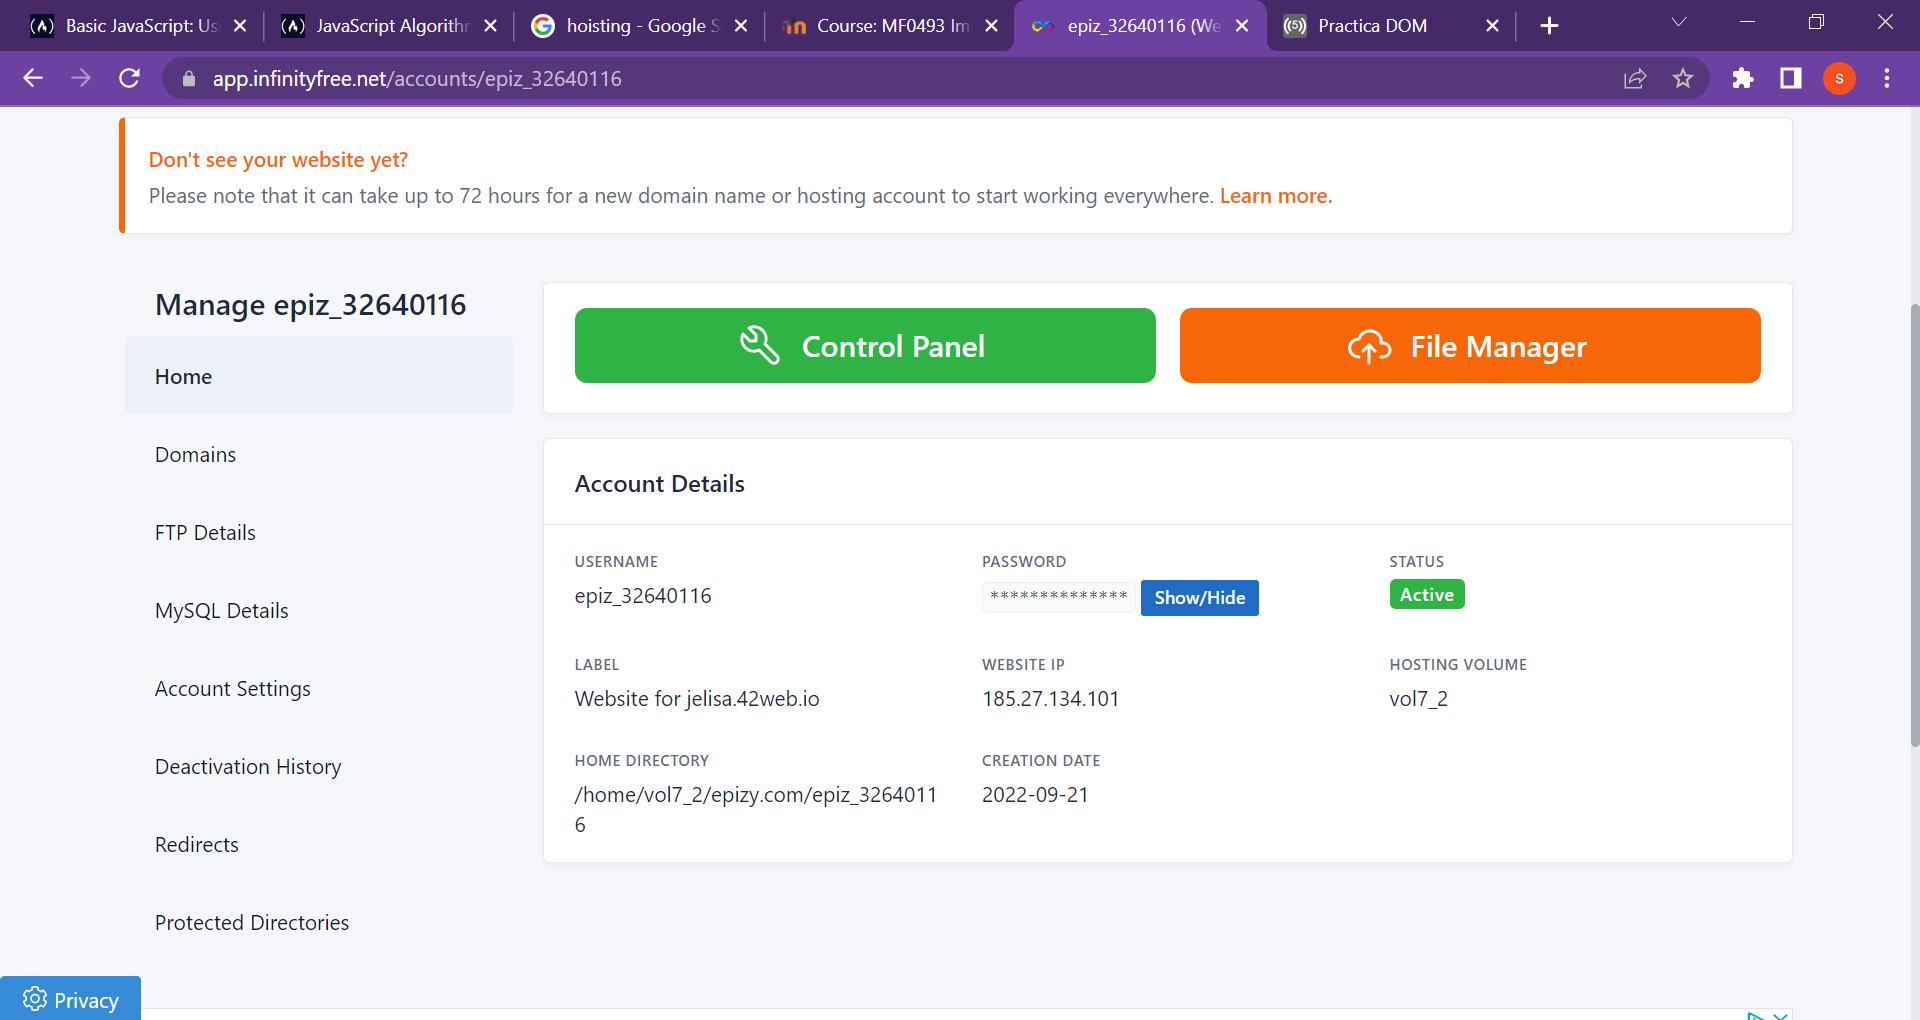 Basic JavaScript: Us
JavaScript Algorithm
hoisting - Google S
Course: MF0493 Im
epiz_32640116 (We
Practica DOM
app.infinityfree.net/accounts/epiz_32640116
s
Don't see your website yet?
Please note that it can take up to 72 hours for a new domain name or hosting account to start working everywhere. Learn more.
Manage epiz_32640116
Home
Domains
FTP Details
MySQL Details
Account Settings
Deactivation History
Redirects
Protected Directories
Control Panel
File Manager
Account Details
USERNAME
epiz_32640116
PASSWORD
************** Show/Hide
STATUS
Active
LABEL
Website for jelisa.42web.io
WEBSITE IP
185.27.134.101
HOSTING VOLUME
vol7_2
HOME DIRECTORY
/home/vol7_2/epizy.com/epiz_3264011
6
CREATION DATE
2022-09-21
Privacy